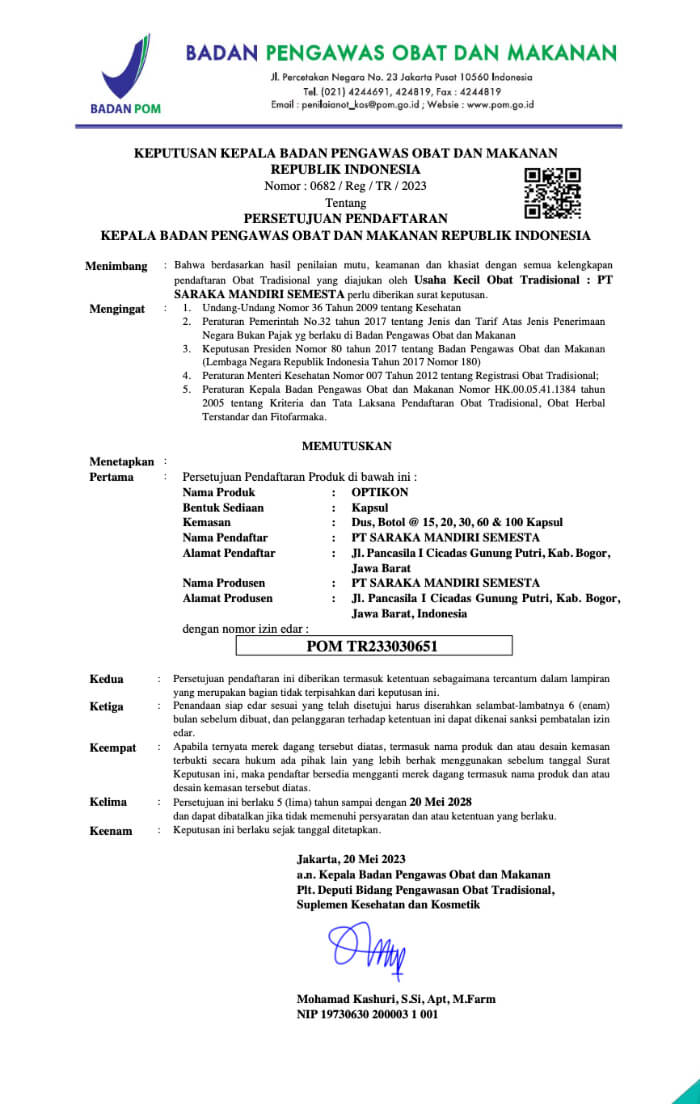 BADAN PENGAWAS OBAT DAN MAKANAN
Jl. Percetakan Negara No. 23 Jakarta Pusat 10560 Indonesia
Tel. (021) 4244691, 424819, Fax : 4244819
Email : penilaianot_kos@pom.go.id ; Websie : www.pom.go.id
BADAN POM
KEPUTUSAN KEPALA BADAN PENGAWAS OBAT DAN MAKANAN
REPUBLIK INDONESIA
Nomor : 0682 / Reg / TR / 2023
Tentang
PERSETUJUAN PENDAFTARAN
KEPALA BADAN PENGAWAS OBAT DAN MAKANAN REPUBLIK INDONESIA
Menimbang : Bahwa berdasarkan hasil penilaian mutu, keamanan dan khasiat dengan semua kelengkapan
pendaftaran Obat Tradisional yang diajukan oleh Usaha Kecil Obat Tradisional : PT
SARAKA MANDIRI SEMESTA perlu diberikan surat keputusan.
Mengingat : 1. Undang-Undang Nomor 36 Tahun 2009 tentang Kesehatan
2. Peraturan Pemerintah No.32 tahun 2017 tentang Jenis dan Tarif Atas Jenis Penerimaan
Negara Bukan Pajak yg berlaku di Badan Pengawas Obat dan Makanan
3. Keputusan Presiden Nomor 80 tahun 2017 tentang Badan Pengawas Obat dan Makanan
(Lembaga Negara Republik Indonesia Tahun 2017 Nomor 180)
4. Peraturan Menteri Kesehatan Nomor 007 Tahun 2012 tentang Registrasi Obat Tradisional;
5. Peraturan Kepala Badan Pengawas Obat dan Makanan Nomor HK.00.05.41.1384 tahun
2005 tentang Kriteria dan Tata Laksana Pendaftaran Obat Tradisional, Obat Herbal
Terstandar dan Fitofarmaka.
MEMUTUSKAN
Menetapkan :
Pertama : Persetujuan Pendaftaran Produk di bawah ini :
Nama Produk : OPTIKON
Bentuk Sediaan : Kapsul
Kemasan : Dus, Botol @ 15, 20, 30, 60 & 100 Kapsul
Nama Pendaftar : PT SARAKA MANDIRI SEMESTA
Alamat Pendaftar : Jl. Pancasila I Cicadas Gunung Putri, Kab. Bogor,
Jawa Barat
Nama Produsen : PT SARAKA MANDIRI SEMESTA
Alamat Produsen : Jl. Pancasila I Cicadas Gunung Putri, Kab. Bogor,
Jawa Barat, Indonesia
dengan nomor izin edar :
POM TR233030651
Kedua : Persetujuan pendaftaran ini diberikan termasuk ketentuan sebagaimana tercantum dalam lampiran
yang merupakan bagian tidak terpisahkan dari keputusan ini.
Ketiga : Penandaan siap edar sesuai yang telah disetujui harus diserahkan selambat-lambatnya 6 (enam)
bulan sebelum dibuat, dan pelanggaran terhadap ketentuan ini dapat dikenai sanksi pembatalan izin
edar.
Keempat : Apabila ternyata merek dagang tersebut diatas, termasuk nama produk dan atau desain kemasan
terbukti secara hukum ada pihak lain yang lebih berhak menggunakan sebelum tanggal Surat
Keputusan ini, maka pendaftar bersedia mengganti merek dagang termasuk nama produk dan atau
desain kemasan tersebut diatas.
Kelima : Persetujuan ini berlaku 5 (lima) tahun sampai dengan 20 Mei 2028
dan dapat dibatalkan jika tidak memenuhi persyaratan dan atau ketentuan yang berlaku.
Keenam : Keputusan ini berlaku sejak tanggal ditetapkan.
Jakarta, 20 Mei 2023
a.n. Kepala Badan Pengawas Obat dan Makanan
Plt. Deputi Bidang Pengawasan Obat Tradisional,
Suplemen Kesehatan dan Kosmetik
Mohamad Kashuri, S.Si, Apt, M.Farm
NIP 19730630 200003 1 001